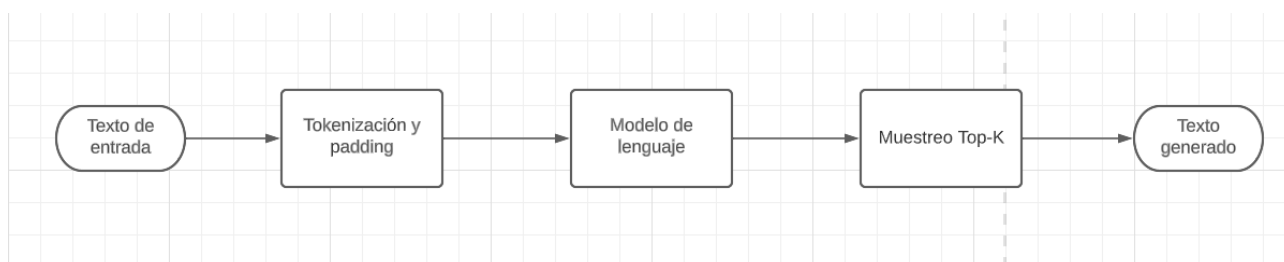 Texto de
entrada
Tokenización y
padding
Modelo de
lenguaje
Muestreo Top-K
Texto
generado